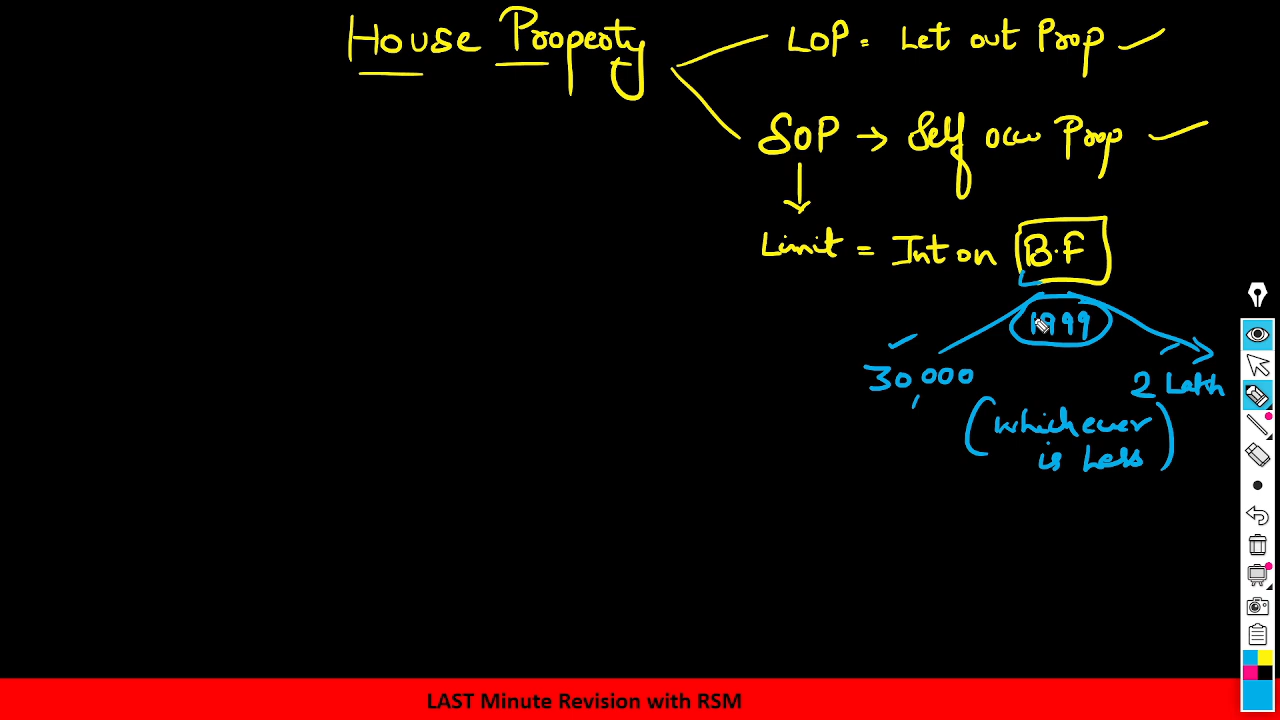 House Property
LOP = Let out Prop
SOP → Self occ Prop
Limit = Int on B.F
1999
30,000
2 Lakh
(whichever
is Less)
LAST Minute Revision with RSM